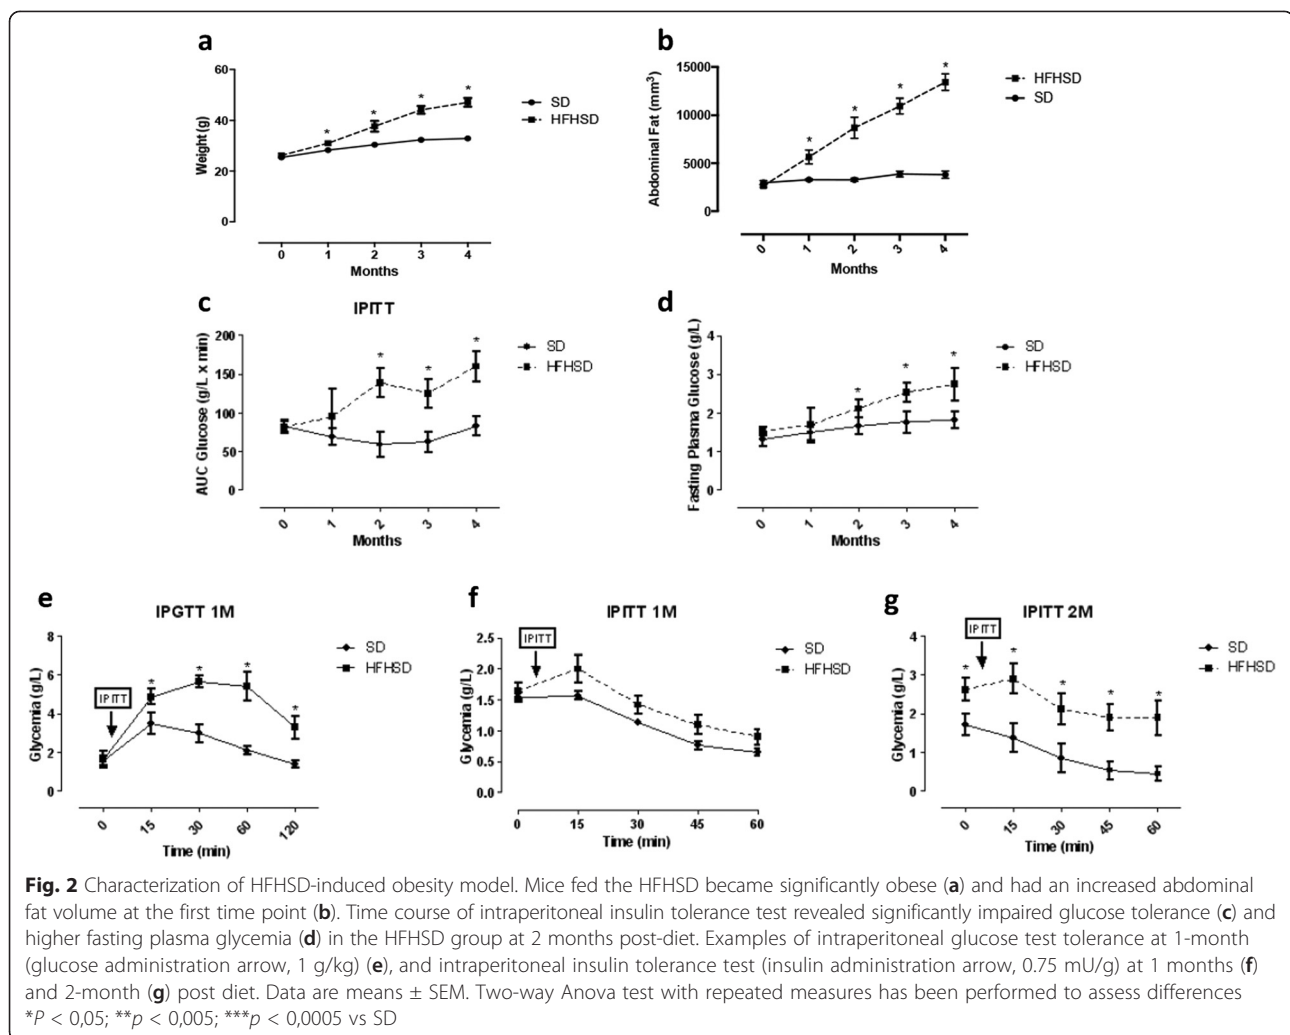 a
60
40
20
0
Weight (g)
* * * *
SD
HFHSD
0 1 2 3 4
Months
b
15000
10000
5000
0
Abdominal Fat (mm³)
* * * *
HFHSD
SD
0 1 2 3 4
Months
c
IPITT
200
150
100
50
0
AUC Glucose (g/L x min)
* * *
SD
HFHSD
0 1 2 3 4
Months
d
4
3
2
1
0
Fasting Plasma Glucose (g/L)
* * *
SD
HFHSD
0 1 2 3 4
Months
e
IPGTT 1M
8
6
4
2
0
Glycemia (g/L)
IPITT
* * * *
SD
HFHSD
0 15 30 60 120
Time (min)
f
IPITT 1M
2.5
2.0
1.5
1.0
0.5
0.0
Glycemia (g/L)
IPITT
SD
HFHSD
0 15 30 45 60
Time (min)
g
IPITT 2M
4
3
2
1
0
Glycemia (g/L)
IPITT
* * * * *
SD
HFHSD
0 15 30 45 60
Time (min)
Fig. 2 Characterization of HFHSD-induced obesity model. Mice fed the HFHSD became significantly obese (a) and had an increased abdominal
fat volume at the first time point (b). Time course of intraperitoneal insulin tolerance test revealed significantly impaired glucose tolerance (c) and
higher fasting plasma glycemia (d) in the HFHSD group at 2 months post-diet. Examples of intraperitoneal glucose test tolerance at 1-month
(glucose administration arrow, 1 g/kg) (e), and intraperitoneal insulin tolerance test (insulin administration arrow, 0.75 mU/g) at 1 months (f)
and 2-month (g) post diet. Data are means ± SEM. Two-way Anova test with repeated measures has been performed to assess differences
*P < 0,05; **p < 0,005; ***p < 0,0005 vs SD